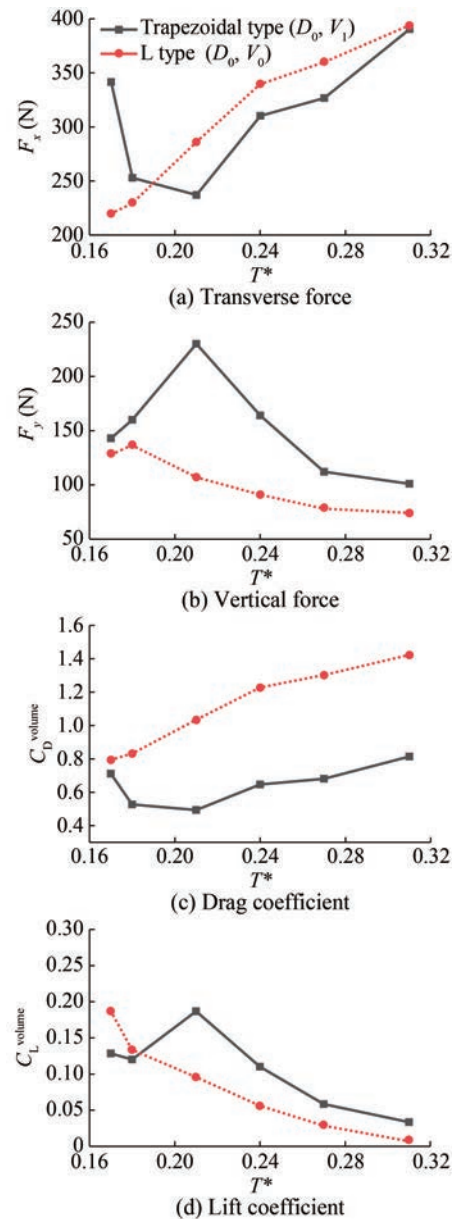 400
Trapezoidal type (D₀, V₁)
L type (D₀, V₀)
350
300
250
200
Fₓ (N)
0.16 0.20 0.24 0.28 0.32
T*
(a) Transverse force
250
200
150
100
50
F_y (N)
0.16 0.20 0.24 0.28 0.32
T*
(b) Vertical force
1.6
1.4
1.2
1.0
0.8
0.6
0.4
C_D^volume
0.16 0.20 0.24 0.28 0.32
T*
(c) Drag coefficient
0.30
0.25
0.20
0.15
0.10
0.05
0
C_L^volume
0.16 0.20 0.24 0.28 0.32
T*
(d) Lift coefficient